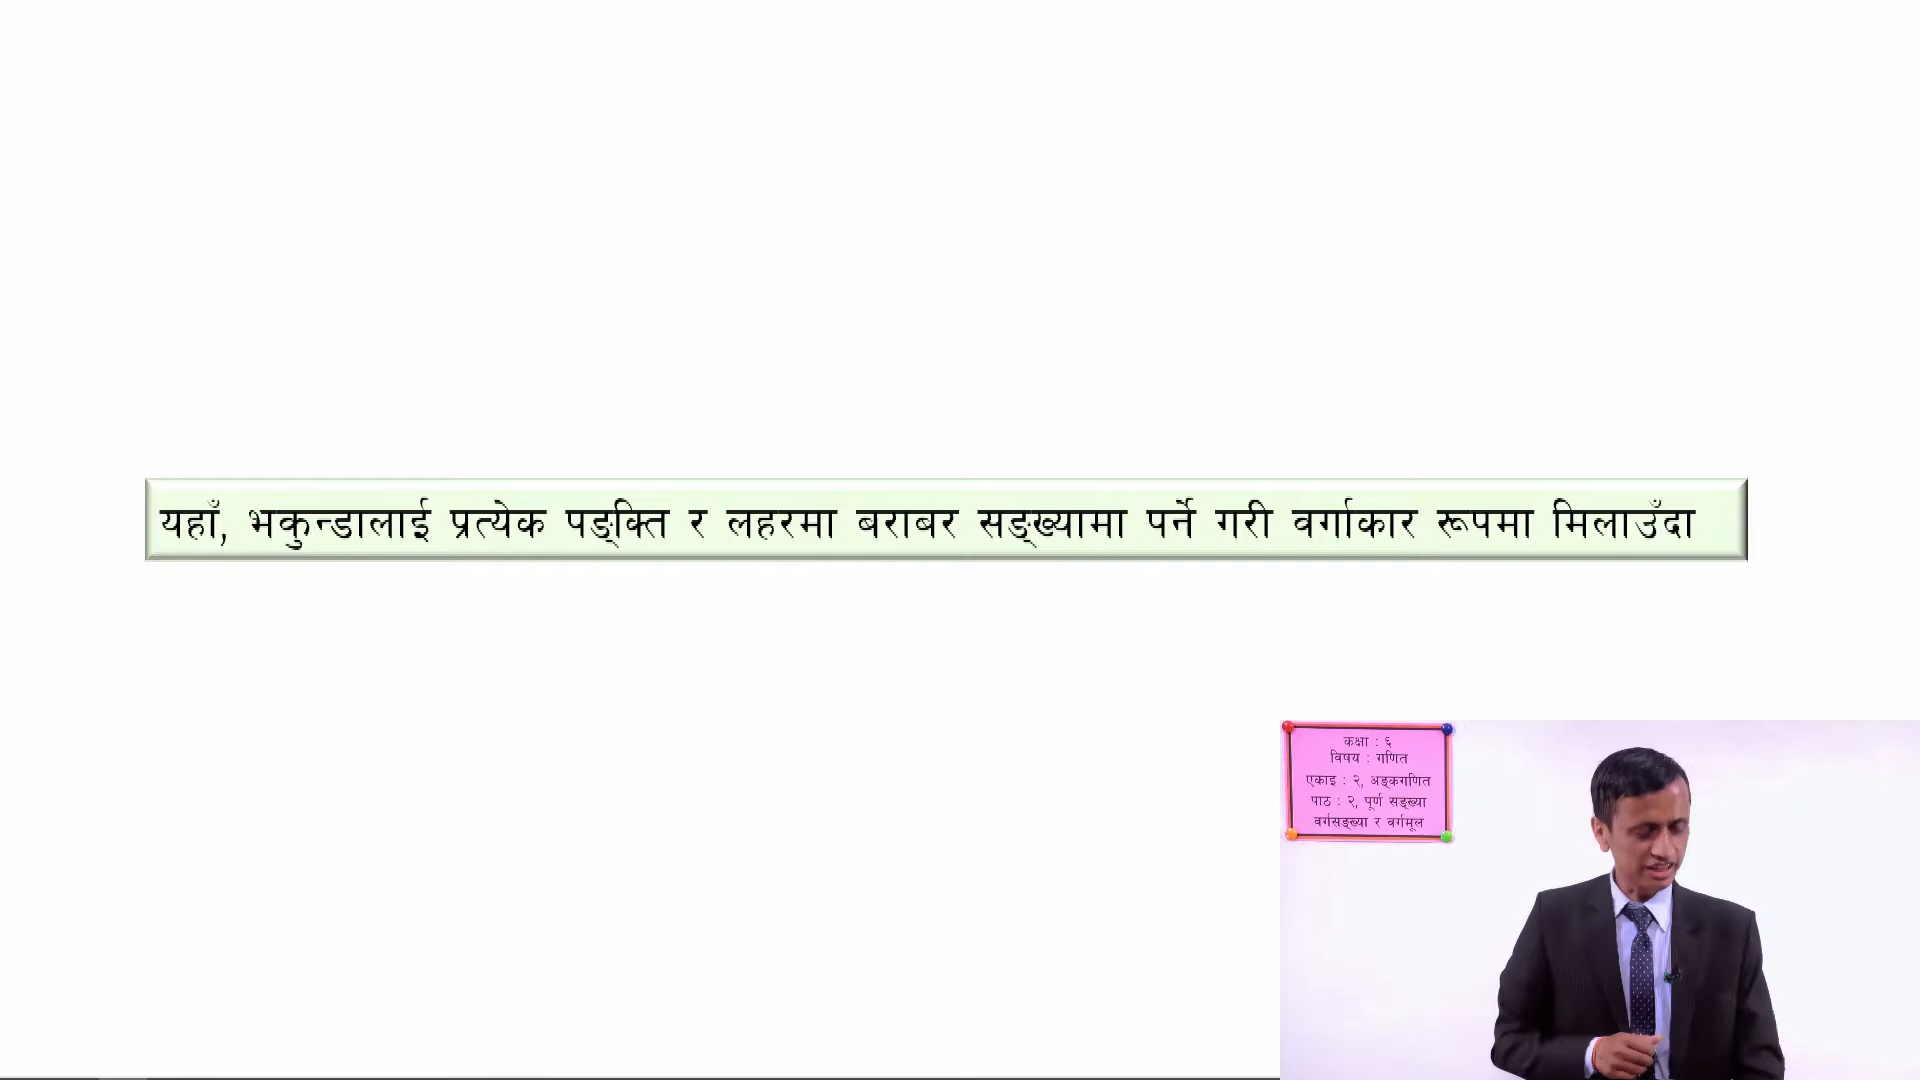 यहाँ, भकुन्डालाई प्रत्येक पङ्क्ति र लहरमा बराबर सङ्ख्यामा पर्ने गरी वर्गाकार रूपमा मिलाउँदा
कक्षा : ६
विषय : गणित
एकाइ : २, अङ्कगणित
पाठ : २, पूर्ण सङ्ख्या
वर्गसङ्ख्या र वर्गमूल